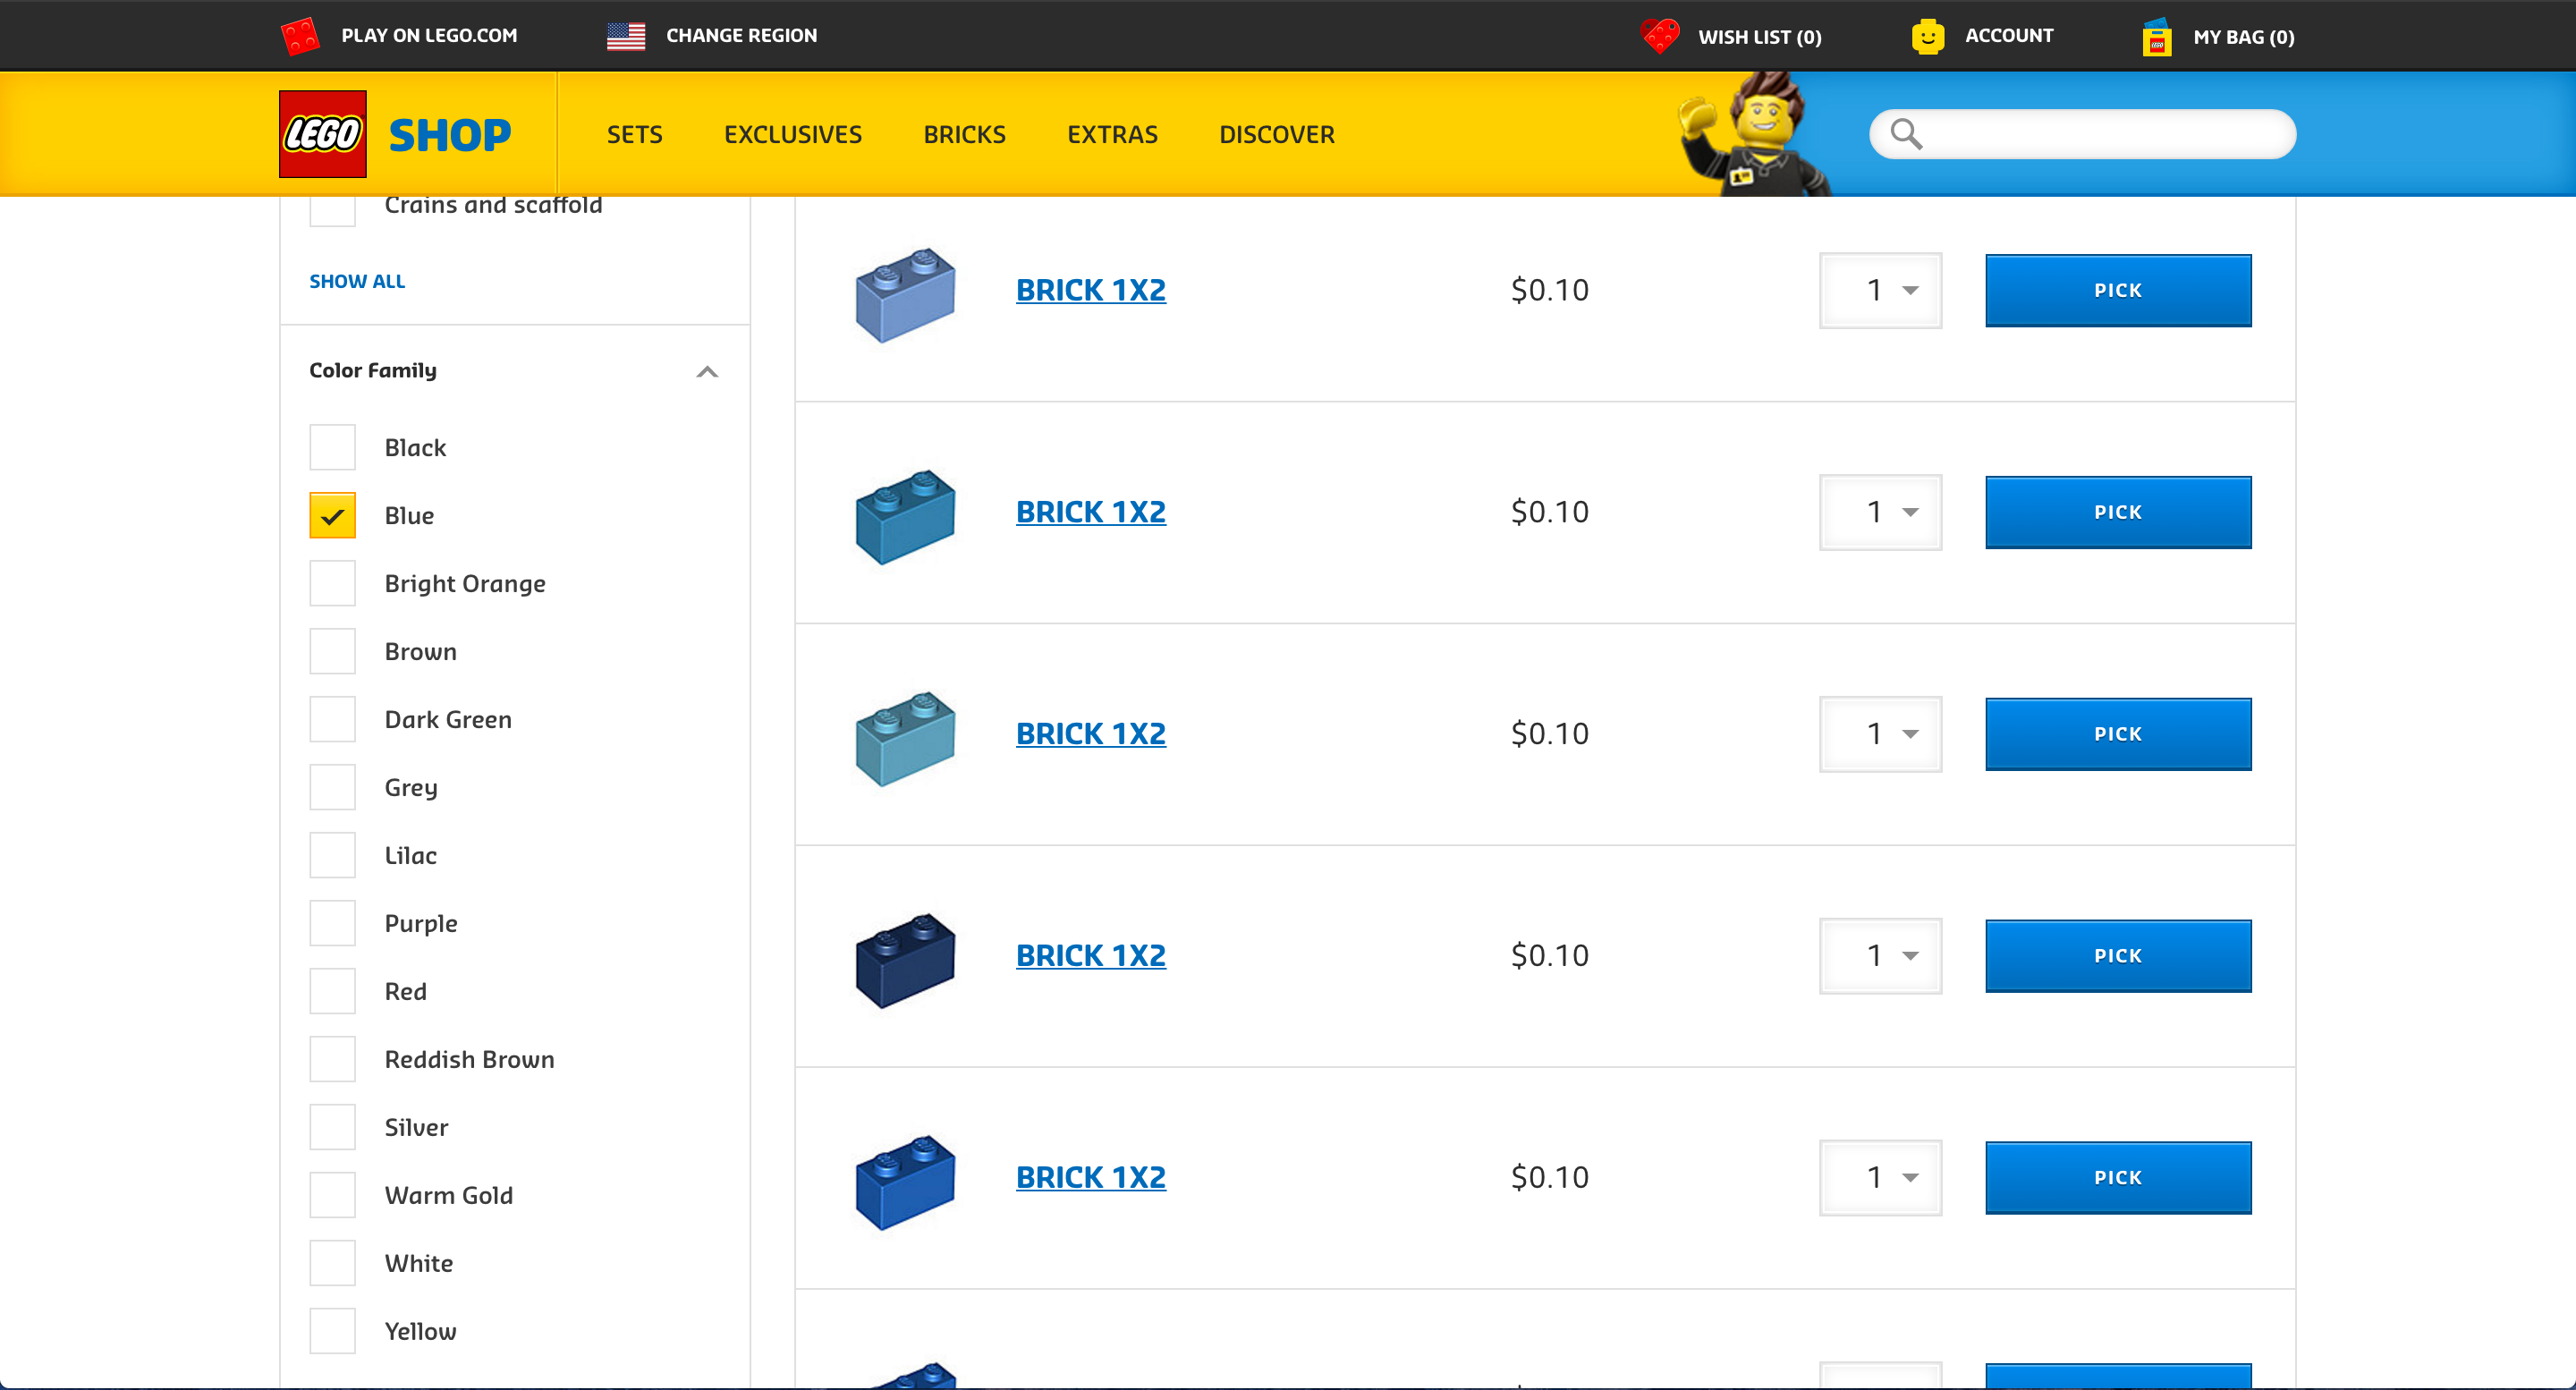 PLAY ON LEGO.COM
CHANGE REGION
WISH LIST (0)
ACCOUNT
MY BAG (0)
LEGO
SHOP
SETS
EXCLUSIVES
BRICKS
EXTRAS
DISCOVER
Crains and scaffold
SHOW ALL
Color Family
Black
Blue
Bright Orange
Brown
Dark Green
Grey
Lilac
Purple
Red
Reddish Brown
Silver
Warm Gold
White
Yellow
BRICK 1X2 $0.10 1 PICK
BRICK 1X2 $0.10 1 PICK
BRICK 1X2 $0.10 1 PICK
BRICK 1X2 $0.10 1 PICK
BRICK 1X2 $0.10 1 PICK